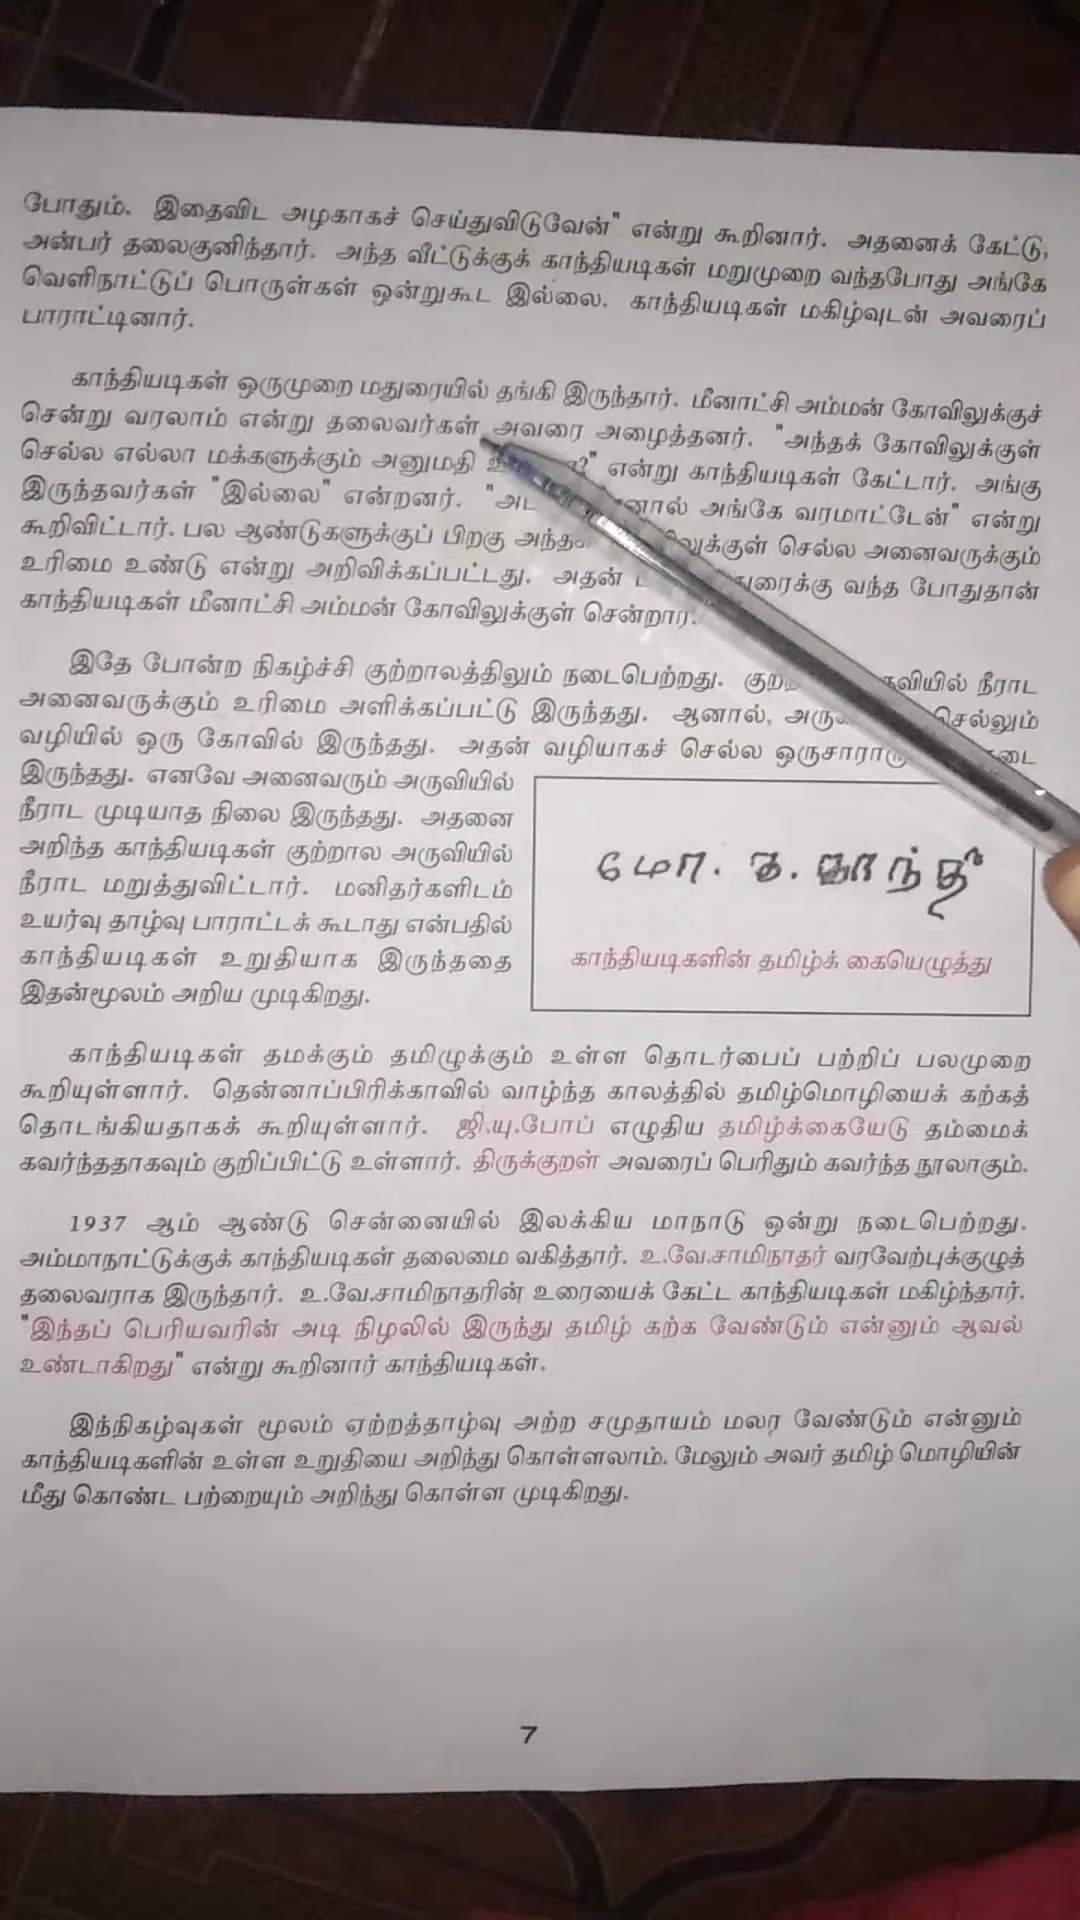 போதும். இதைவிட அழகாகச் செய்துவிடுவேன்" என்று கூறினார். அதனைக் கேட்டு,
அன்பர் தலைகுனிந்தார். அந்த வீட்டுக்குக் காந்தியடிகள் மறுமுறை வந்தபோது அங்கே
வெளிநாட்டுப் பொருள்கள் ஒன்றுகூட இல்லை. காந்தியடிகள் மகிழ்வுடன் அவரைப்
பாராட்டினார்.
காந்தியடிகள் ஒருமுறை மதுரையில் தங்கி இருந்தார். மீனாட்சி அம்மன் கோவிலுக்குச்
சென்று வரலாம் என்று தலைவர்கள் அவரை அழைத்தனர். "அந்தக் கோவிலுக்குள்
செல்ல எல்லா மக்களுக்கும் அனுமதி என்று காந்தியடிகள் கேட்டார். அங்கு
இருந்தவர்கள் "இல்லை" என்றனர். அங்கே வரமாட்டேன்" என்று
கூறிவிட்டார். பல ஆண்டுகளுக்குப் பிறகு செல்ல அனைவருக்கும்
உரிமை உண்டு என்று அறிவிக்கப்பட்டது. அதன் வந்த போதுதான்
காந்தியடிகள் மீனாட்சி அம்மன் கோவிலுக்குள் சென்றார்.
இதே போன்ற நிகழ்ச்சி குற்றாலத்திலும் நடைபெற்றது. நீராட
அனைவருக்கும் உரிமை அளிக்கப்பட்டு இருந்தது. ஆனால், செல்லும்
வழியில் ஒரு கோவில் இருந்தது. அதன் வழியாகச் செல்ல
இருந்தது. எனவே அனைவரும் அருவியில்
நீராட முடியாத நிலை இருந்தது. அதனை
அறிந்த காந்தியடிகள் குற்றால அருவியில்
நீராட மறுத்துவிட்டார். மனிதர்களிடம்
உயர்வு தாழ்வு பாராட்டக் கூடாது என்பதில்
காந்தியடிகள் உறுதியாக இருந்ததை
இதன்மூலம் அறிய முடிகிறது.
மோ. க. காந்தி
காந்தியடிகளின் தமிழ்க் கையெழுத்து
காந்தியடிகள் தமக்கும் தமிழுக்கும் உள்ள தொடர்பைப் பற்றிப் பலமுறை
கூறியுள்ளார். தென்னாப்பிரிக்காவில் வாழ்ந்த காலத்தில் தமிழ்மொழியைக் கற்கத்
தொடங்கியதாகக் கூறியுள்ளார். ஜி.யு.போப் எழுதிய தமிழ்க்கையேடு தம்மைக்
கவர்ந்ததாகவும் குறிப்பிட்டு உள்ளார். திருக்குறள் அவரைப் பெரிதும் கவர்ந்த நூலாகும்.
1937 ஆம் ஆண்டு சென்னையில் இலக்கிய மாநாடு ஒன்று நடைபெற்றது.
அம்மாநாட்டுக்குக் காந்தியடிகள் தலைமை வகித்தார். உ.வே.சாமிநாதர் வரவேற்புக்குழுத்
தலைவராக இருந்தார். உ.வே.சாமிநாதரின் உரையைக் கேட்ட காந்தியடிகள் மகிழ்ந்தார்.
"இந்தப் பெரியவரின் அடி நிழலில் இருந்து தமிழ் கற்க வேண்டும் என்னும் ஆவல்
உண்டாகிறது" என்று கூறினார் காந்தியடிகள்.
இந்நிகழ்வுகள் மூலம் ஏற்றத்தாழ்வு அற்ற சமுதாயம் மலர வேண்டும் என்னும்
காந்தியடிகளின் உள்ள உறுதியை அறிந்து கொள்ளலாம். மேலும் அவர் தமிழ் மொழியின்
மீது கொண்ட பற்றையும் அறிந்து கொள்ள முடிகிறது.
7